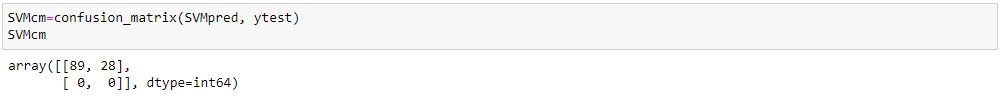 SVMcm=confusion_matrix(SVMpred, ytest)
SVMcm
array([[89, 28],
       [ 0,  0]], dtype=int64)